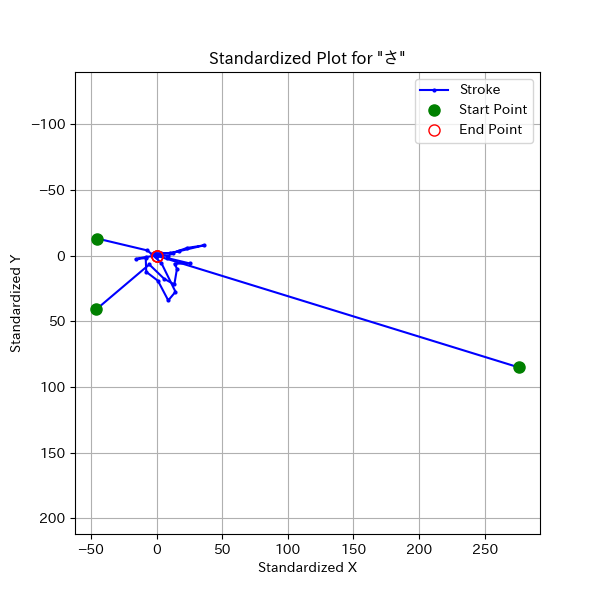 Standardized Plot for "さ"
Stroke
Start Point
End Point
Standardized Y
−100
−50
0
50
100
150
200
−50 0 50 100 150 200 250
Standardized X